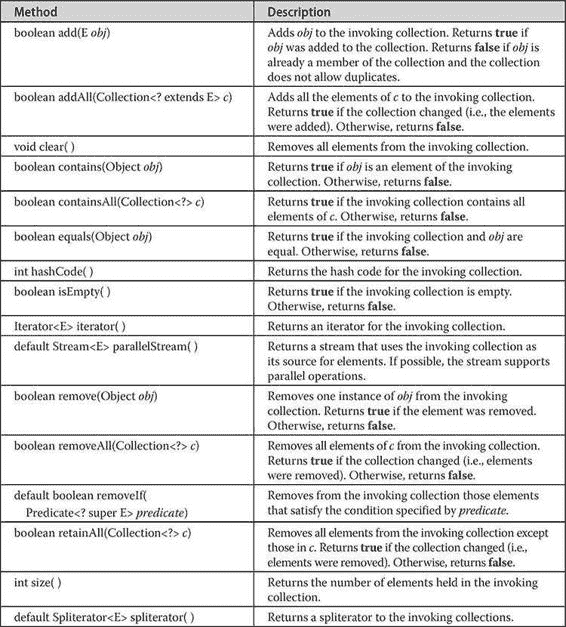 Method Description
boolean add(E obj) Adds obj to the invoking collection. Returns true if
obj was added to the collection. Returns false if obj is
already a member of the collection and the collection
does not allow duplicates.
boolean addAll(Collection<? extends E> c) Adds all the elements of c to the invoking collection.
Returns true if the collection changed (i.e., the elements
were added). Otherwise, returns false.
void clear( ) Removes all elements from the invoking collection.
boolean contains(Object obj) Returns true if obj is an element of the invoking
collection. Otherwise, returns false.
boolean containsAll(Collection<?> c) Returns true if the invoking collection contains all
elements of c. Otherwise, returns false.
boolean equals(Object obj) Returns true if the invoking collection and obj are
equal. Otherwise, returns false.
int hashCode( ) Returns the hash code for the invoking collection.
boolean isEmpty( ) Returns true if the invoking collection is empty.
Otherwise, returns false.
Iterator<E> iterator( ) Returns an iterator for the invoking collection.
default Stream<E> parallelStream( ) Returns a stream that uses the invoking collection as
its source for elements. If possible, the stream supports
parallel operations.
boolean remove(Object obj) Removes one instance of obj from the invoking
collection. Returns true if the element was removed.
Otherwise, returns false.
boolean removeAll(Collection<?> c) Removes all elements of c from the invoking collection.
Returns true if the collection changed (i.e., elements
were removed). Otherwise, returns false.
default boolean removeIf( Removes from the invoking collection those elements
Predicate<? super E> predicate) that satisfy the condition specified by predicate.
boolean retainAll(Collection<?> c) Removes all elements from the invoking collection except
those in c. Returns true if the collection changed (i.e.,
elements were removed). Otherwise, returns false.
int size( ) Returns the number of elements held in the invoking
collection.
default Spliterator<E> spliterator( ) Returns a spliterator to the invoking collections.